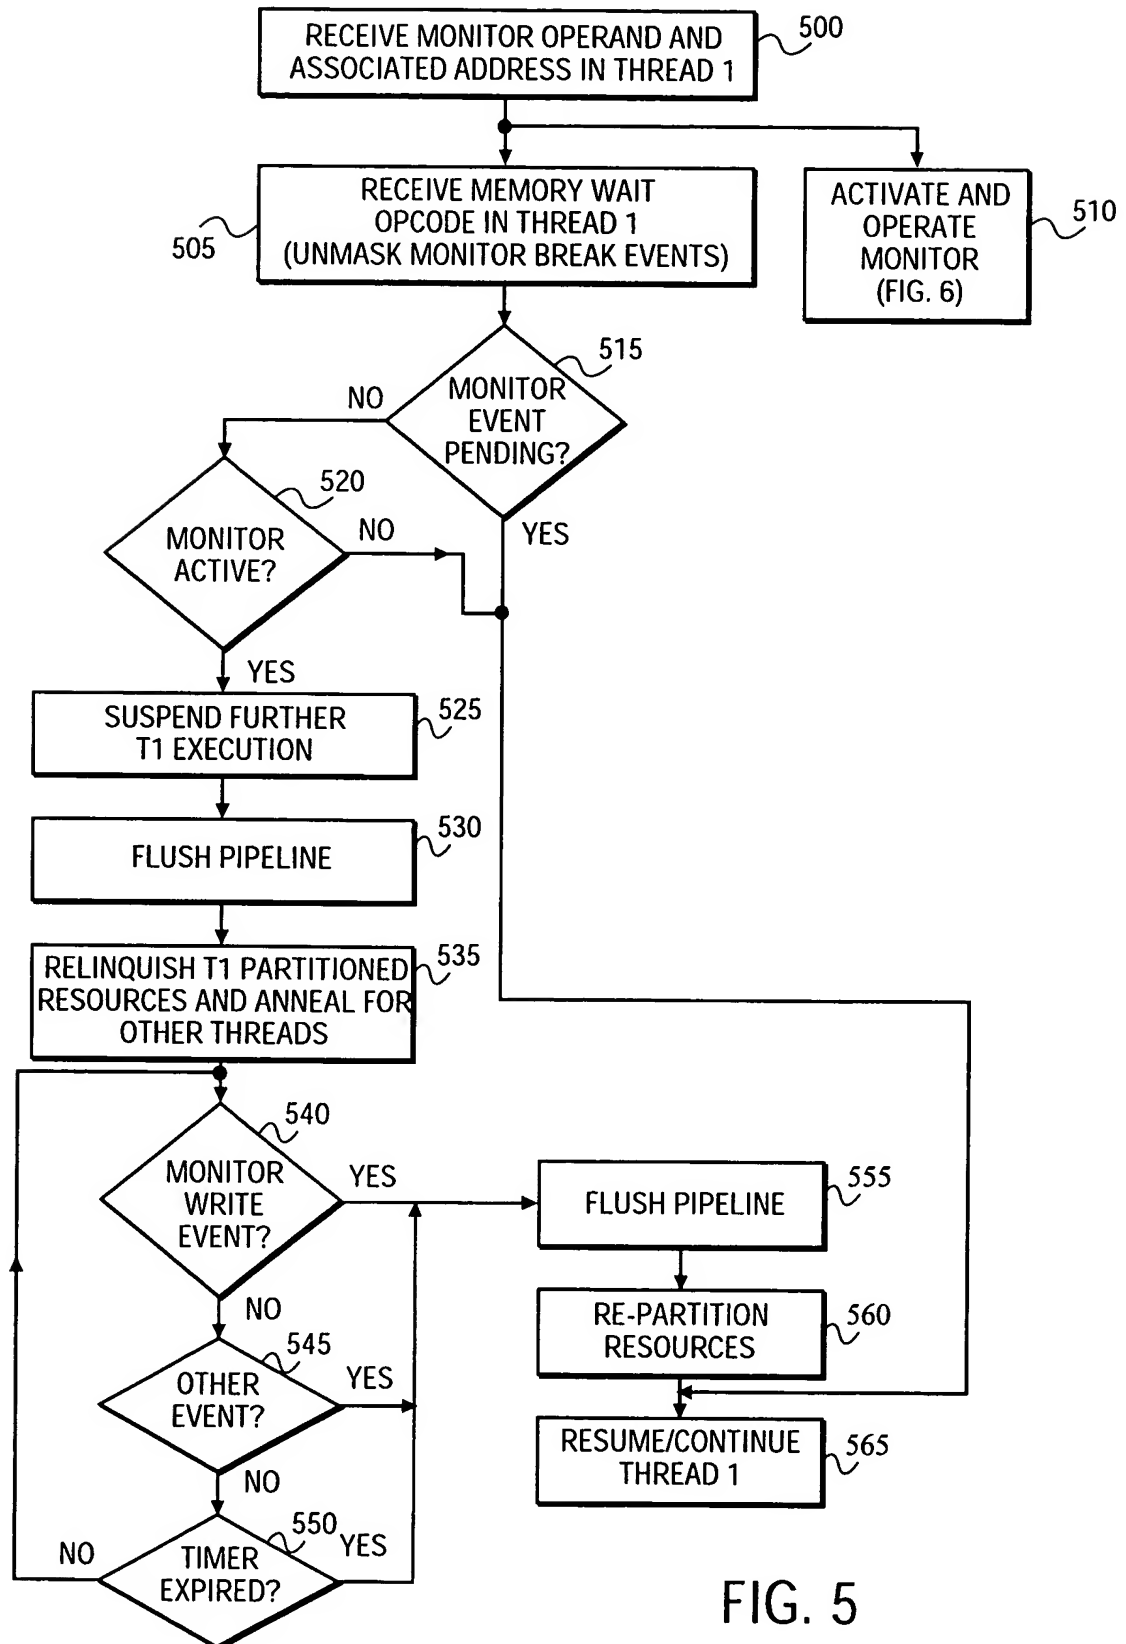 RECEIVE MONITOR OPERAND AND
ASSOCIATED ADDRESS IN THREAD 1
500
RECEIVE MEMORY WAIT
OPCODE IN THREAD 1
(UNMASK MONITOR BREAK EVENTS)
505
ACTIVATE AND
OPERATE
MONITOR
(FIG. 6)
510
MONITOR
EVENT
PENDING?
515
NO
YES
MONITOR
ACTIVE?
520
NO
YES
SUSPEND FURTHER
T1 EXECUTION
525
FLUSH PIPELINE
530
RELINQUISH T1 PARTITIONED
RESOURCES AND ANNEAL FOR
OTHER THREADS
535
MONITOR
WRITE
EVENT?
540
YES
NO
OTHER
EVENT?
545
YES
NO
TIMER
EXPIRED?
550
YES
NO
FLUSH PIPELINE
555
RE-PARTITION
RESOURCES
560
RESUME/CONTINUE
THREAD 1
565
FIG. 5